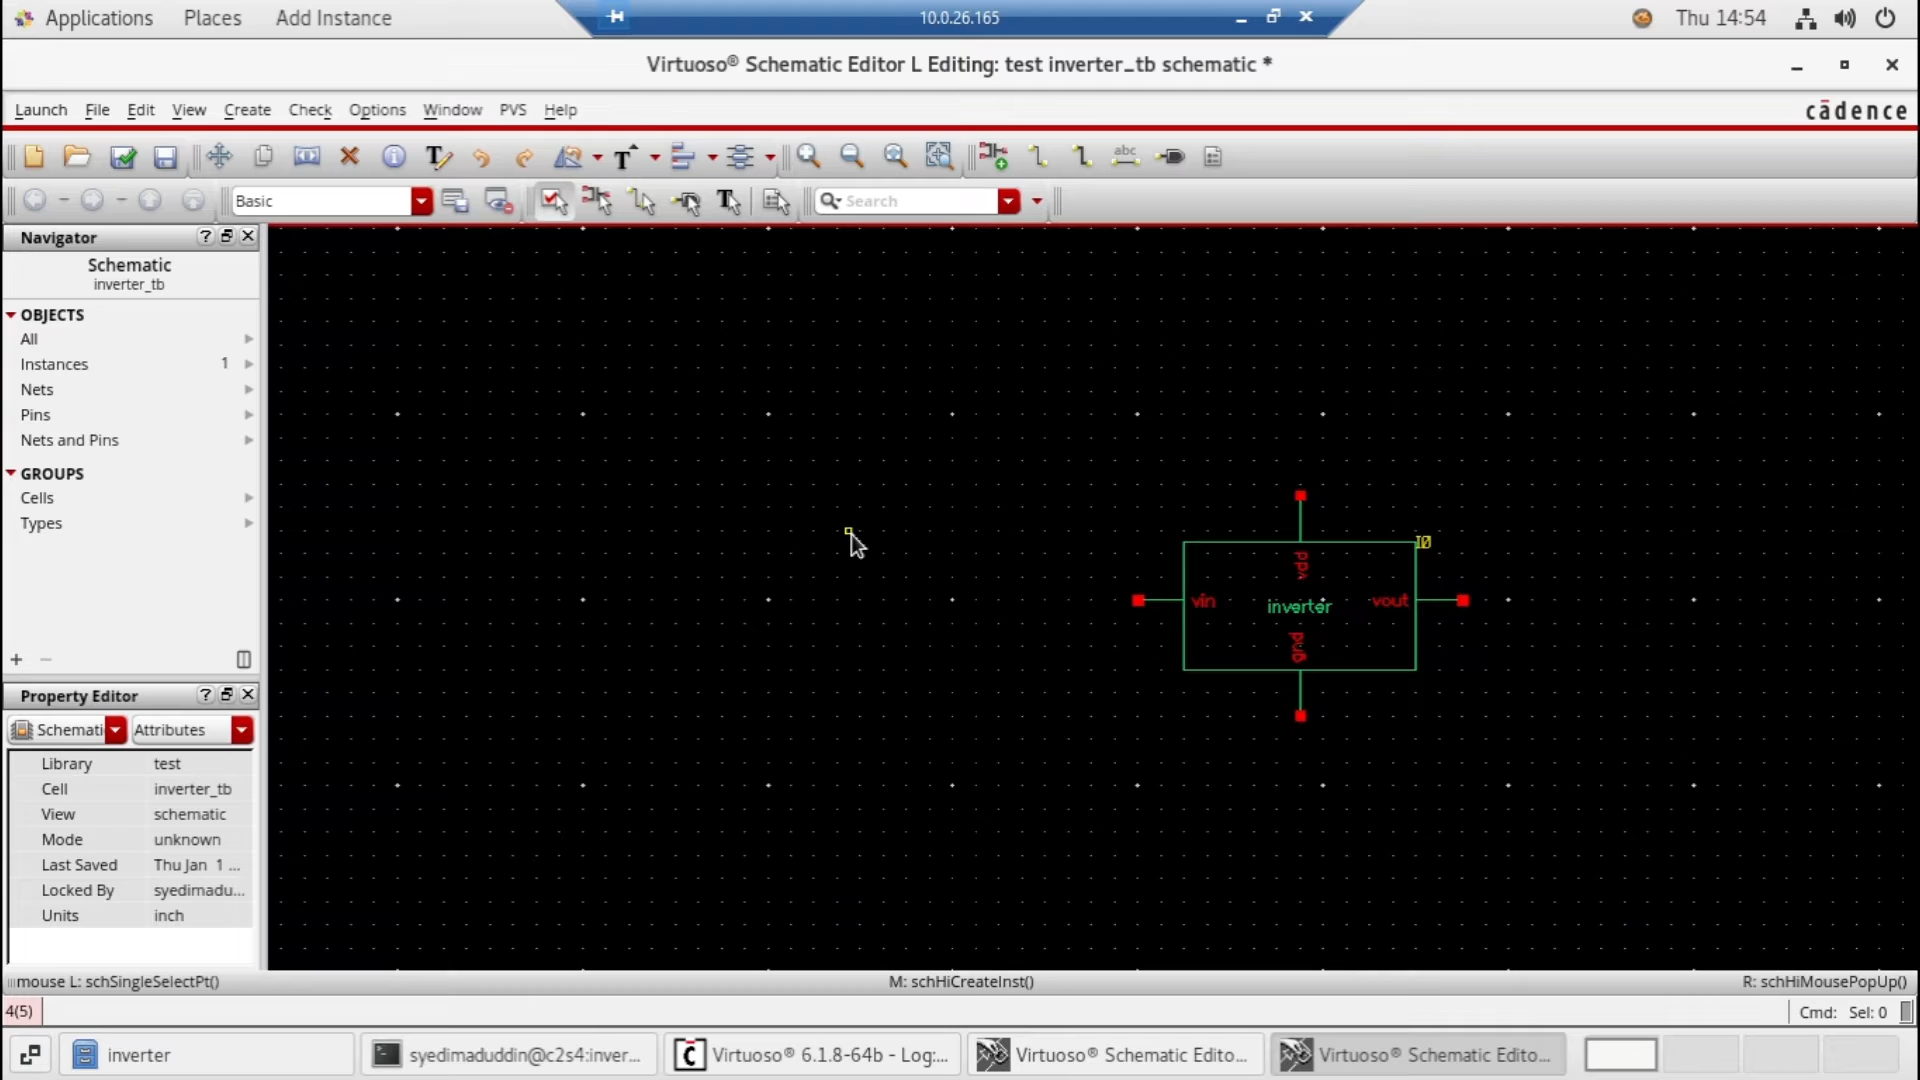 Applications Places Add Instance 10.0.26.165 Thu 14:54
Virtuoso® Schematic Editor L Editing: test inverter_tb schematic *
Launch File Edit View Create Check Options Window PVS Help cādence
abc
Basic Search
Navigator
Schematic
inverter_tb
OBJECTS
All
Instances 1
Nets
Pins
Nets and Pins
GROUPS
Cells
Types
Property Editor
Schemati Attributes
Library test
Cell inverter_tb
View schematic
Mode unknown
Last Saved Thu Jan 1 ...
Locked By syedimadu...
Units inch
vdd
vin inverter vout
gnd
mouse L: schSingleSelectPt() M: schHiCreateInst() R: schHiMousePopUp()
4(5) Cmd: Sel: 0
inverter syedimaduddin@c2s4:inver... Virtuoso® 6.1.8-64b - Log:... Virtuoso® Schematic Edito... Virtuoso® Schematic Edito...